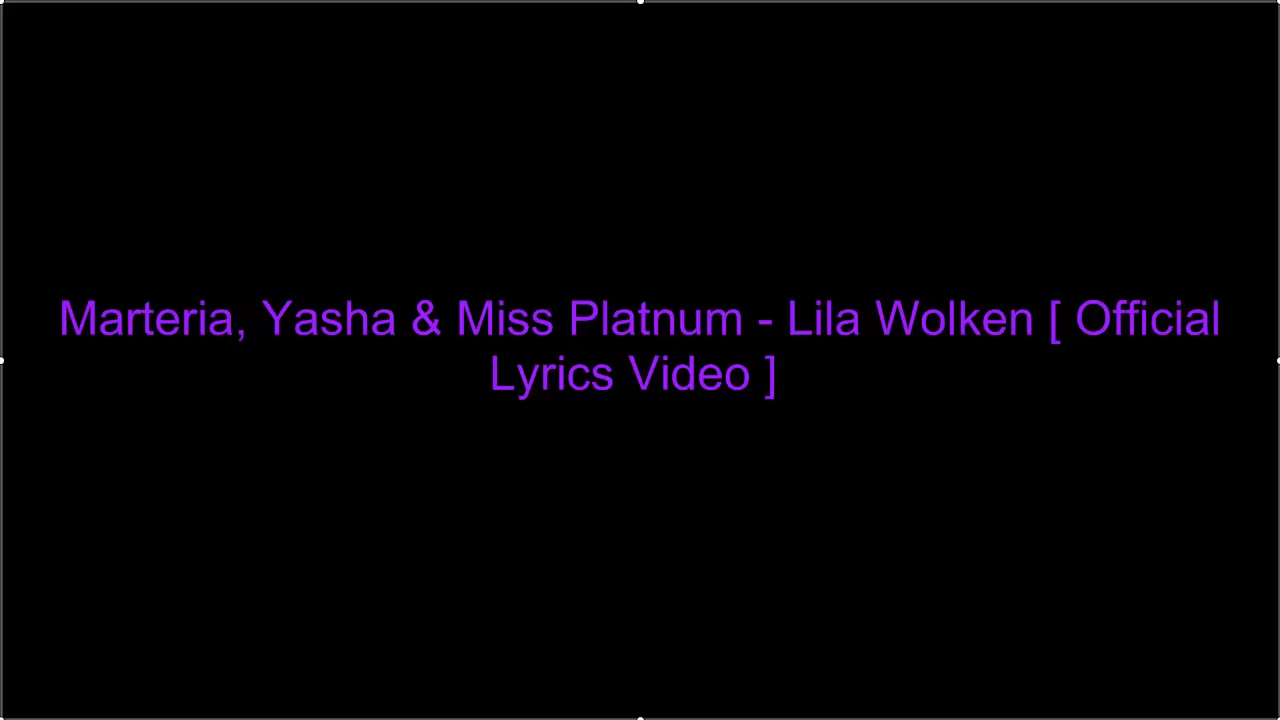 Marteria, Yasha & Miss Platnum - Lila Wolken [ Official
Lyrics Video ]